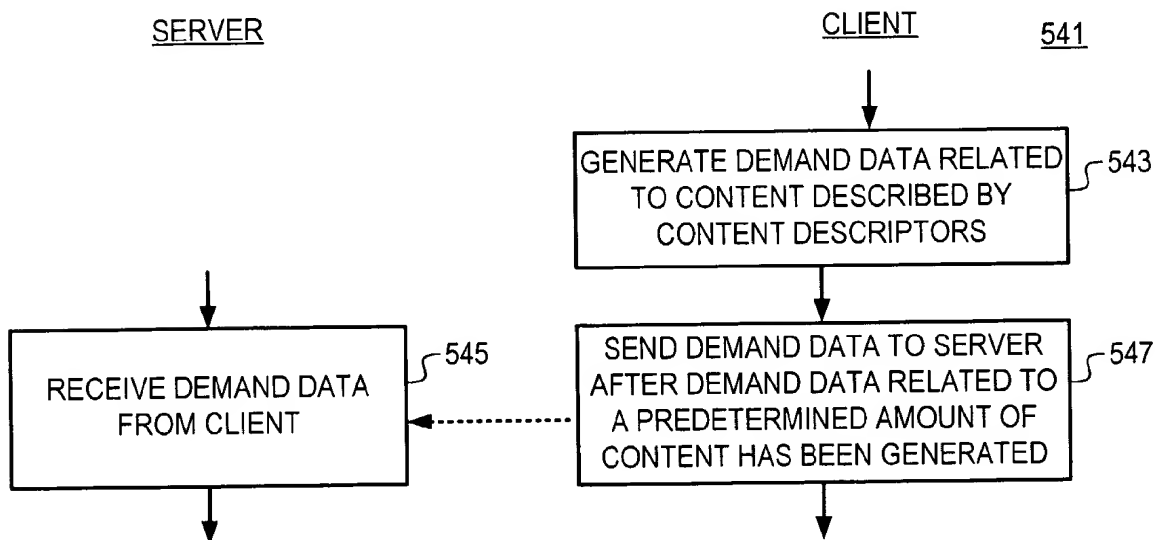 SERVER
CLIENT
541
GENERATE DEMAND DATA RELATED
TO CONTENT DESCRIBED BY
CONTENT DESCRIPTORS
543
RECEIVE DEMAND DATA
FROM CLIENT
545
SEND DEMAND DATA TO SERVER
AFTER DEMAND DATA RELATED TO
A PREDETERMINED AMOUNT OF
CONTENT HAS BEEN GENERATED
547